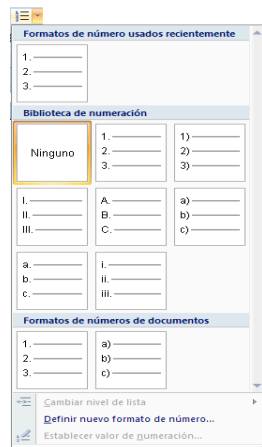 Formatos de número usados recientemente
1.
2.
3.
Biblioteca de numeración
Ninguno
1.
2.
3.
1)
2)
3)
I.
II.
III.
A.
B.
C.
a)
b)
c)
a.
b.
c.
i.
ii.
iii.
Formatos de números de documentos
1.
2.
3.
a)
b)
c)
Cambiar nivel de lista
Definir nuevo formato de número...
Establecer valor de numeración...